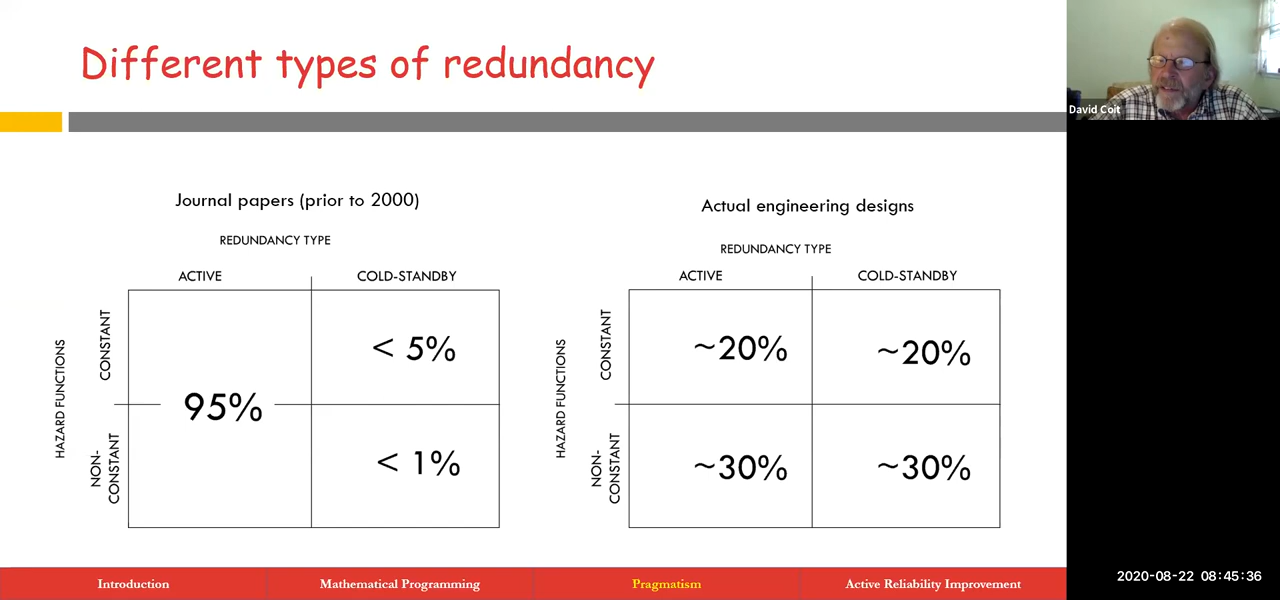 Different types of redundancy
David Coit
Journal papers (prior to 2000)
REDUNDANCY TYPE
ACTIVE
COLD-STANDBY
HAZARD FUNCTIONS
CONSTANT
NON-
CONSTANT
< 5%
95%
< 1%
Actual engineering designs
REDUNDANCY TYPE
ACTIVE
COLD-STANDBY
HAZARD FUNCTIONS
CONSTANT
NON-
CONSTANT
~20%
~20%
~30%
~30%
Introduction
Mathematical Programming
Pragmatism
Active Reliability Improvement
2020-08-22 08:45:36